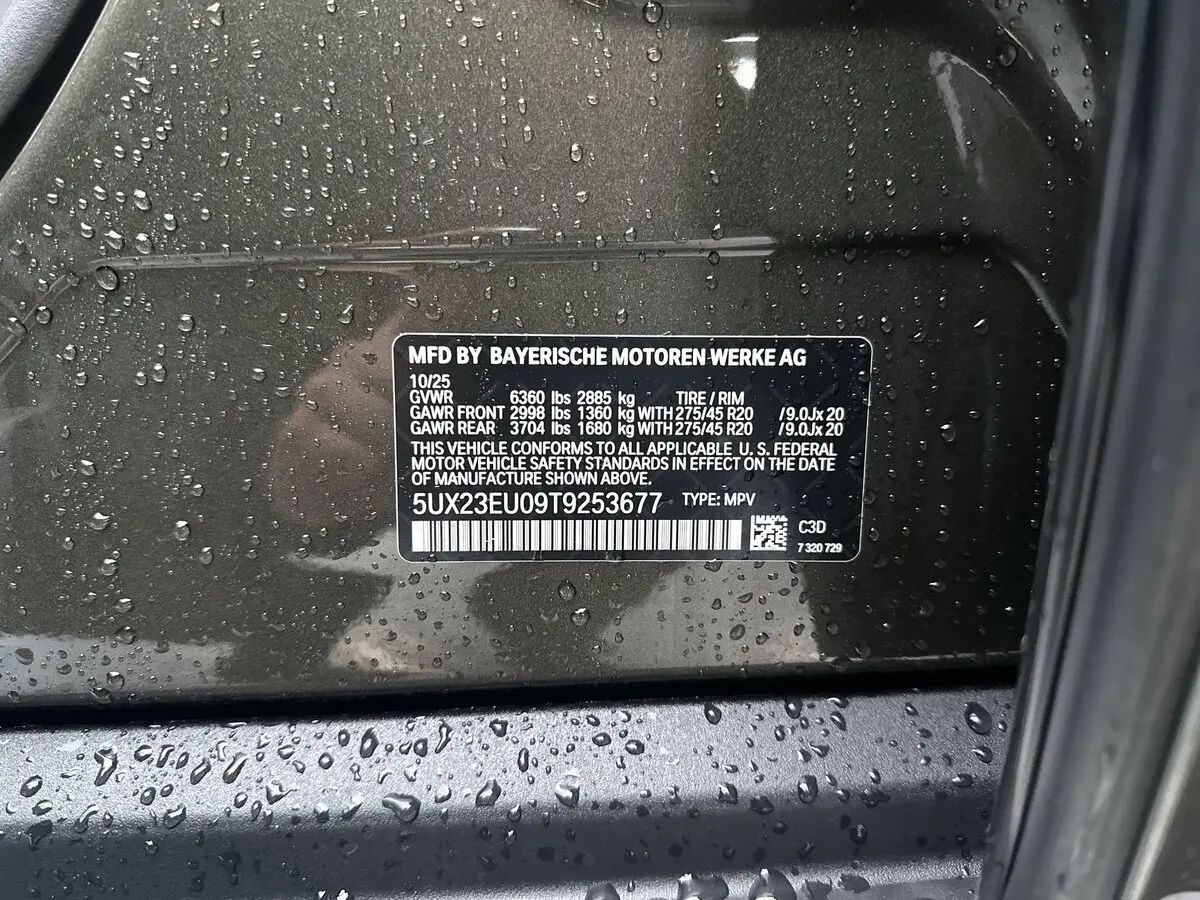 MFD BY BAYERISCHE MOTOREN WERKE AG
10/25
GVWR 6360 lbs 2885 kg TIRE / RIM
GAWR FRONT 2998 lbs 1360 kg WITH 275/45 R20 /9.0Jx 20
GAWR REAR 3704 lbs 1680 kg WITH 275/45 R20 /9.0Jx 20
THIS VEHICLE CONFORMS TO ALL APPLICABLE U. S. FEDERAL
MOTOR VEHICLE SAFETY STANDARDS IN EFFECT ON THE DATE
OF MANUFACTURE SHOWN ABOVE.
5UX23EU09T9253677 TYPE: MPV
C3D
7 320 729